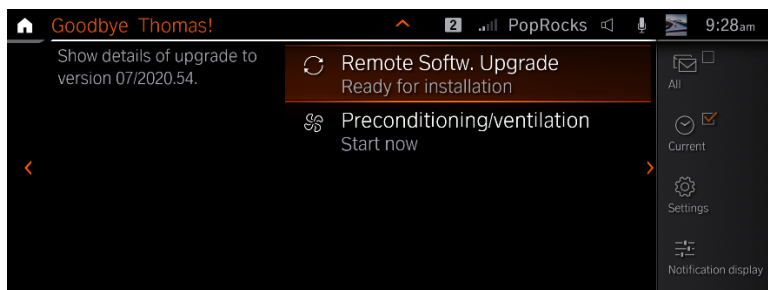 Goodbye Thomas!
2
PopRocks
9:28am
Show details of upgrade to
version 07/2020.54.
Remote Softw. Upgrade
Ready for installation
Preconditioning/ventilation
Start now
All
Current
Settings
Notification display